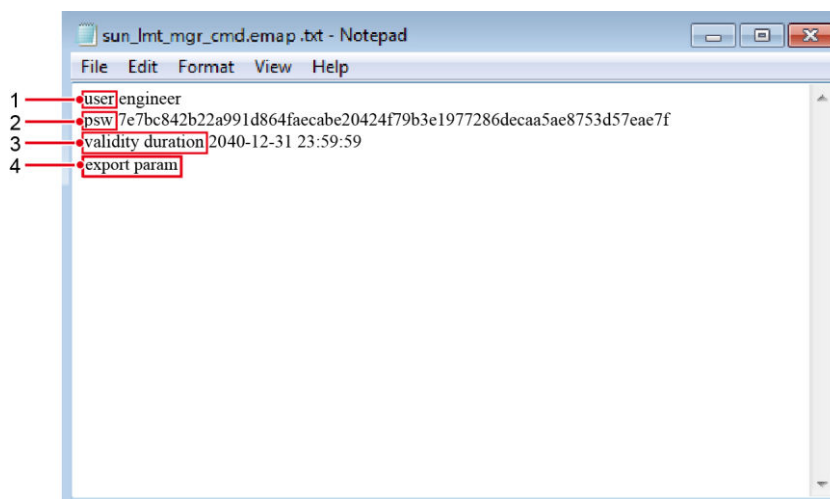 sun_lmt_mgr_cmd.emap .txt - Notepad
File Edit Format View Help
1 user engineer
2 psw 7e7bc842b22a991d864faecabe20424f79b3e1977286decaa5ae8753d57eae7f
3 validity duration 2040-12-31 23:59:59
4 export param